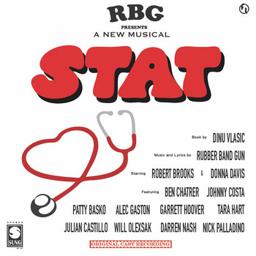 RBG
PRESENTS
A NEW MUSICAL
STAT
Book by DINU VLASIC
Music and Lyrics by RUBBER BAND GUN
Starring ROBERT BROOKS & DONNA DAVIS
Featuring BEN CHATRER JOHNNY COSTA
PATTY BASKO ALEC GASTON GARRETT HOOVER TARA HART
JULIAN CASTILLO WILL OLEXSAK DARREN NASH NICK PALLADINO
ORIGINAL CAST RECORDING